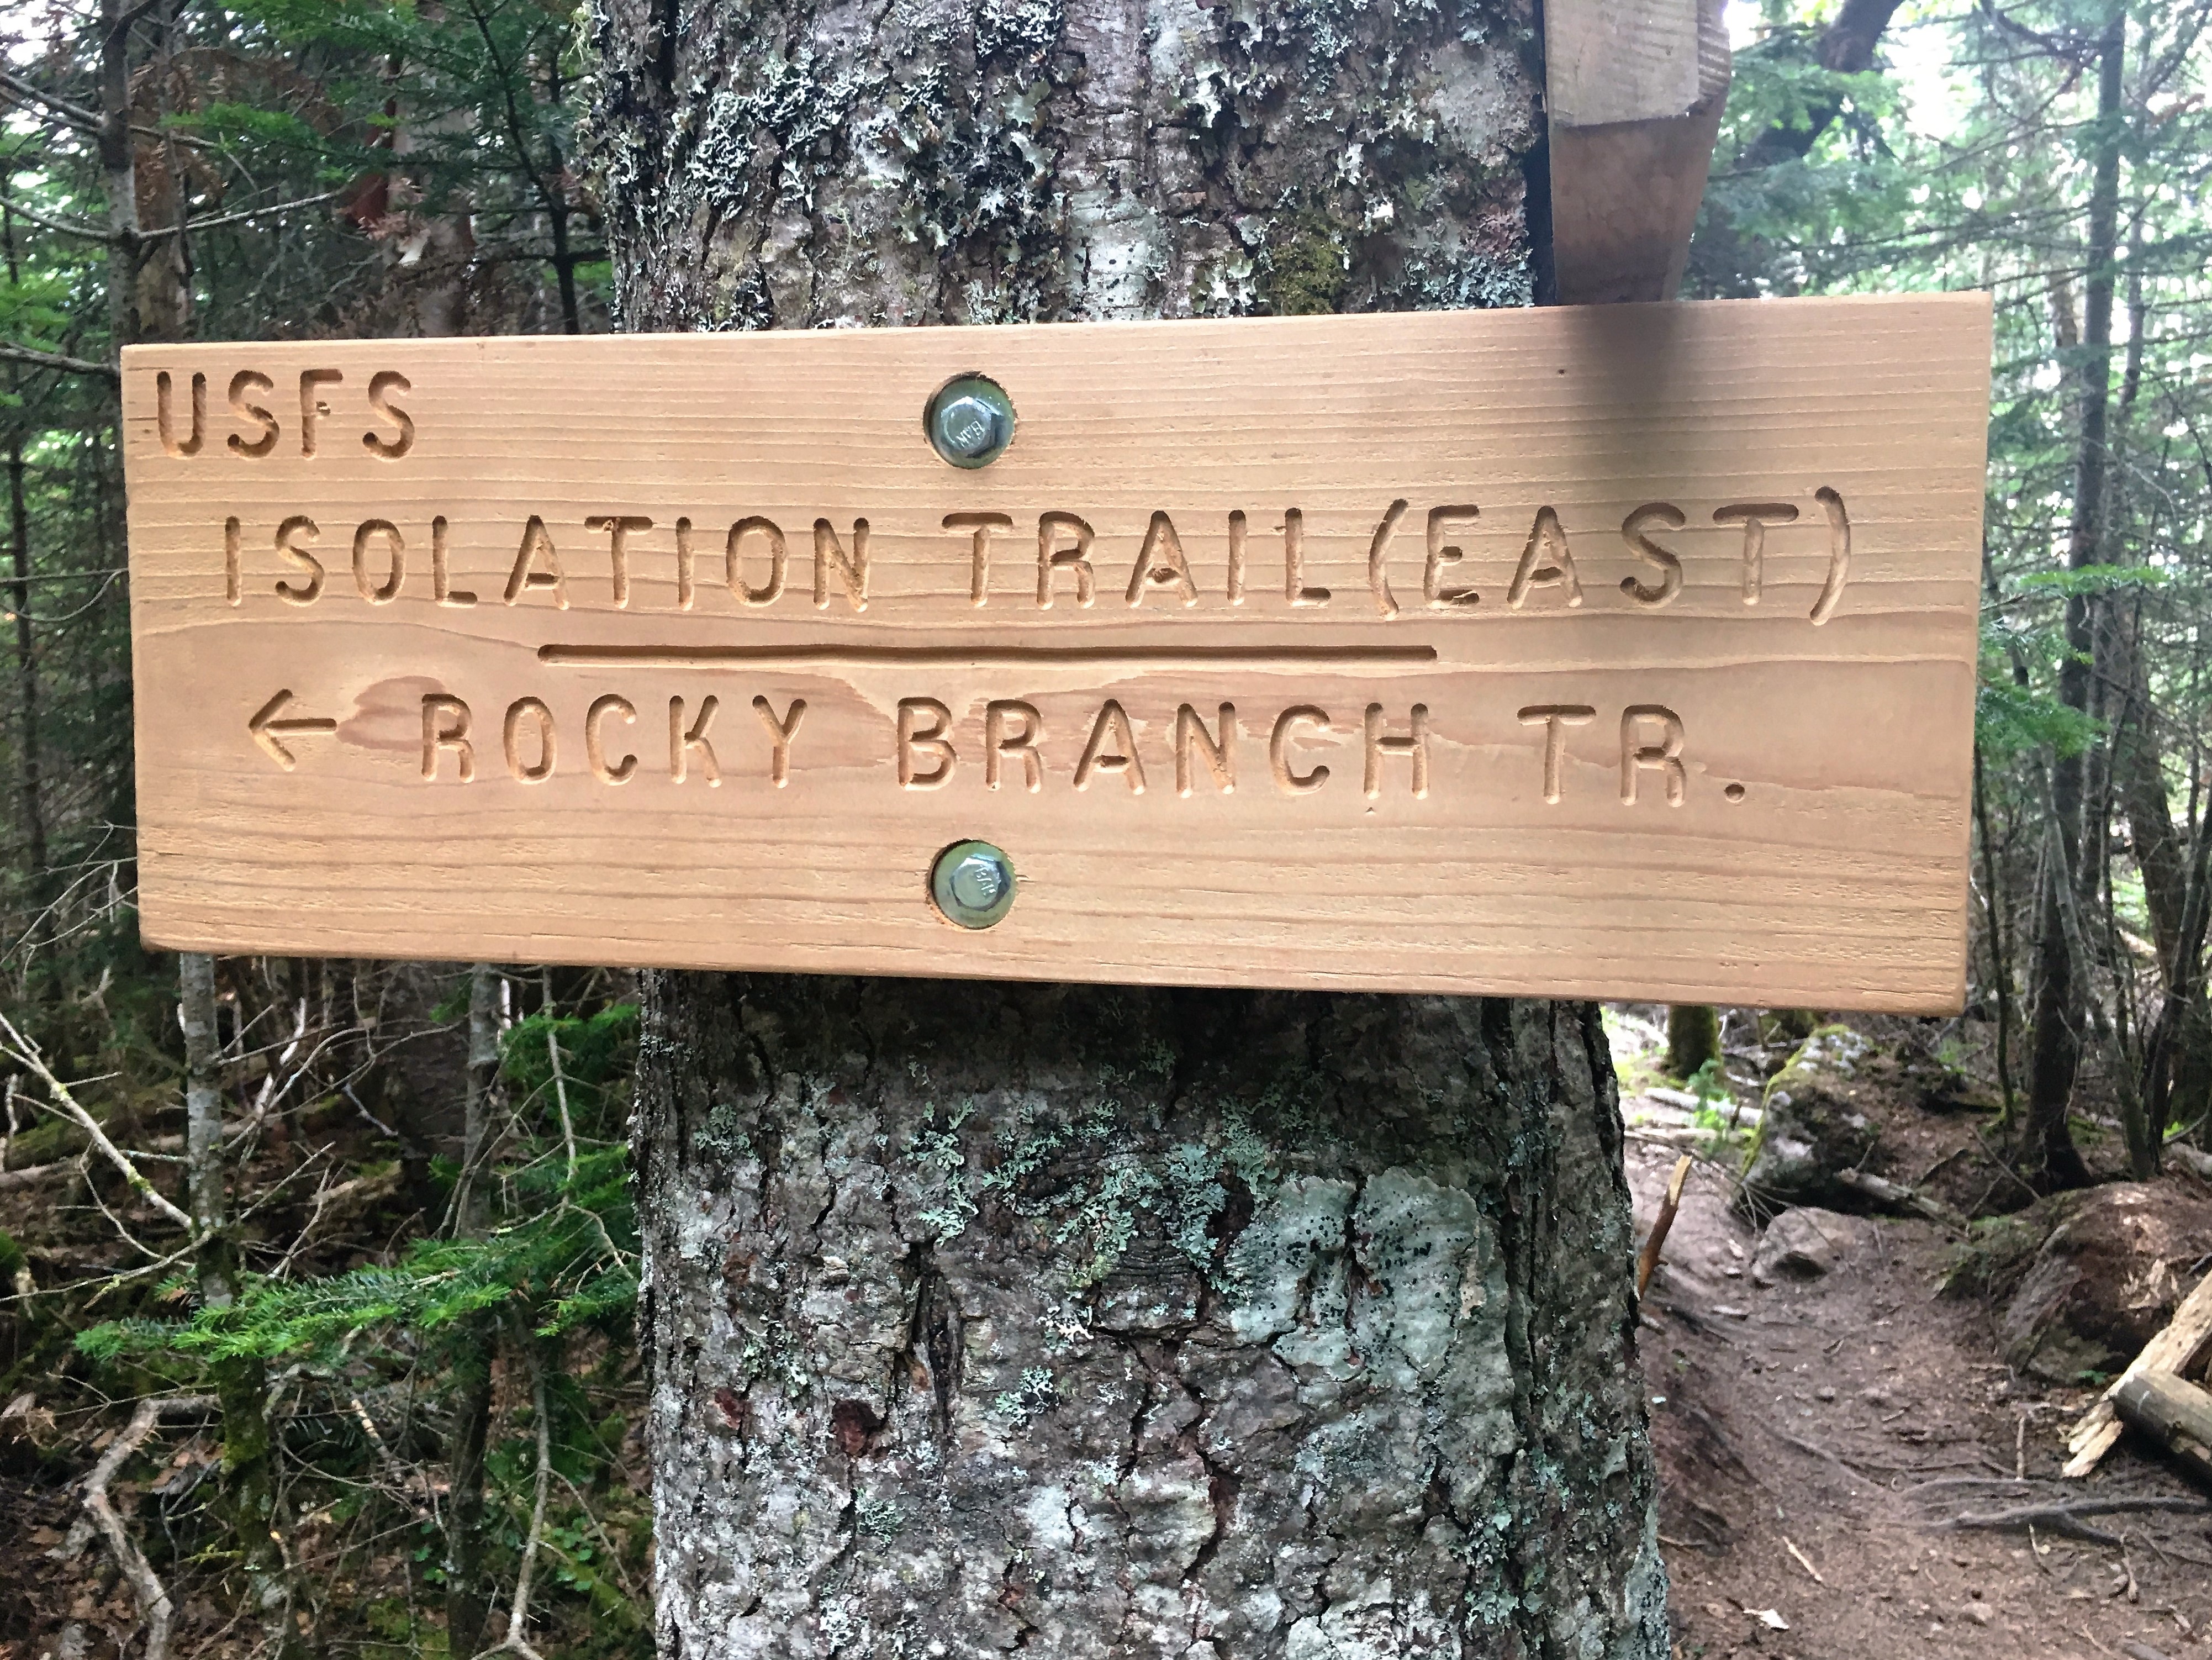 USFS
ISOLATION TRAIL(EAST)
← ROCKY BRANCH TR.